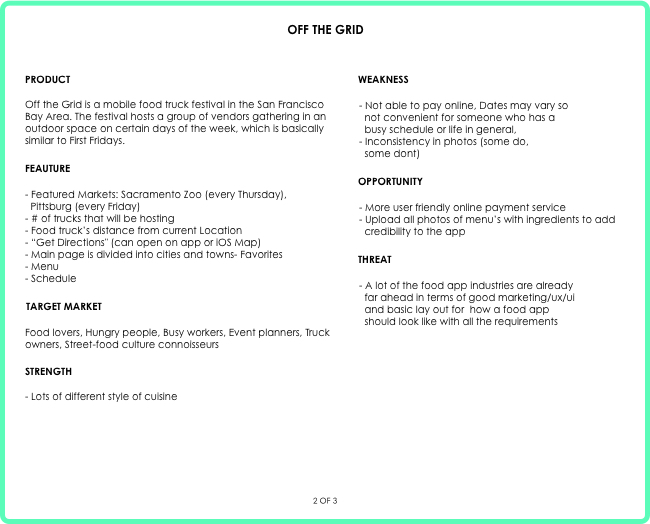 OFF THE GRID
PRODUCT
Off the Grid is a mobile food truck festival in the San Francisco
Bay Area. The festival hosts a group of vendors gathering in an
outdoor space on certain days of the week, which is basically
similar to First Fridays.
FEAUTURE
- Featured Markets: Sacramento Zoo (every Thursday),
Pittsburg (every Friday)
- # of trucks that will be hosting
- Food truck's distance from current Location
- "Get Directions" (can open on app or iOS Map)
- Main page is divided into cities and towns- Favorites
- Menu
- Schedule
TARGET MARKET
Food lovers, Hungry people, Busy workers, Event planners, Truck
owners, Street-food culture connoisseurs
STRENGTH
- Lots of different style of cuisine
WEAKNESS
- Not able to pay online, Dates may vary so
not convenient for someone who has a
busy schedule or life in general,
- Inconsistency in photos (some do,
some dont)
OPPORTUNITY
- More user friendly online payment service
- Upload all photos of menu's with ingredients to add
credibility to the app
THREAT
- A lot of the food app industries are already
far ahead in terms of good marketing/ux/ui
and basic lay out for how a food app
should look like with all the requirements
2 OF 3